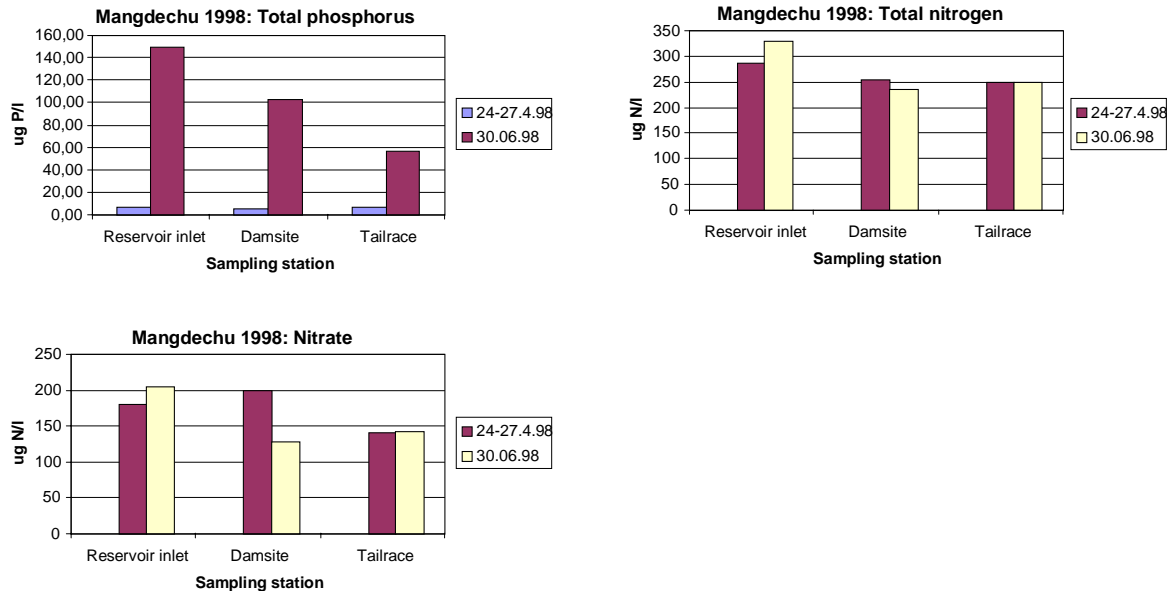 Mangdechu 1998: Total phosphorus
160,00
140,00
120,00
100,00
80,00
60,00
40,00
20,00
0,00
ug P/l
Reservoir inlet Damsite Tailrace
Sampling station
24-27.4.98
30.06.98
Mangdechu 1998: Total nitrogen
350
300
250
200
150
100
50
0
ug N/l
Reservoir inlet Damsite Tailrace
Sampling station
24-27.4.98
30.06.98
Mangdechu 1998: Nitrate
250
200
150
100
50
0
ug N/l
Reservoir inlet Damsite Tailrace
Sampling station
24-27.4.98
30.06.98